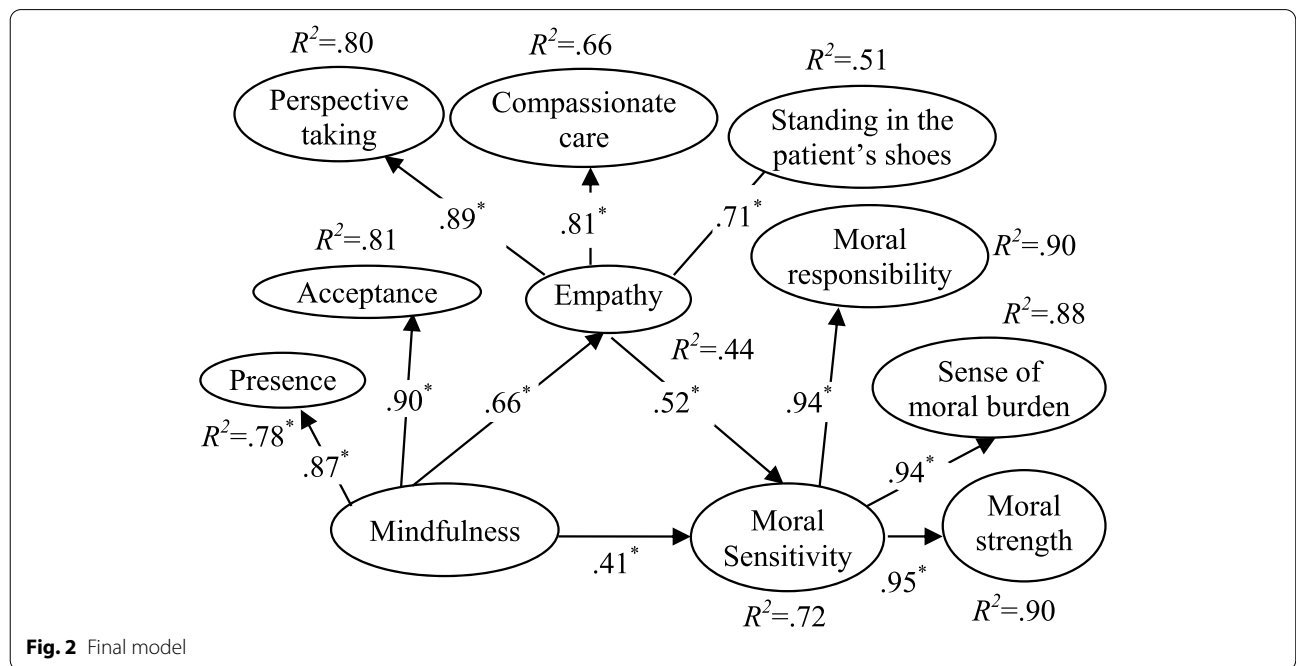 R²=.80
R²=.66
R²=.51
Perspective
taking
Compassionate
care
Standing in the
patient’s shoes
.89*
.81*
.71*
R²=.81
Moral
responsibility
R²=.90
Acceptance
Empathy
R²=.88
R²=.44
Presence
Sense of
moral burden
R²=.78*
.90*
.66*
.52*
.94*
.87*
.94*
Mindfulness
Moral
Sensitivity
Moral
strength
.41*
.95*
R²=.72
R²=.90
Fig. 2 Final model